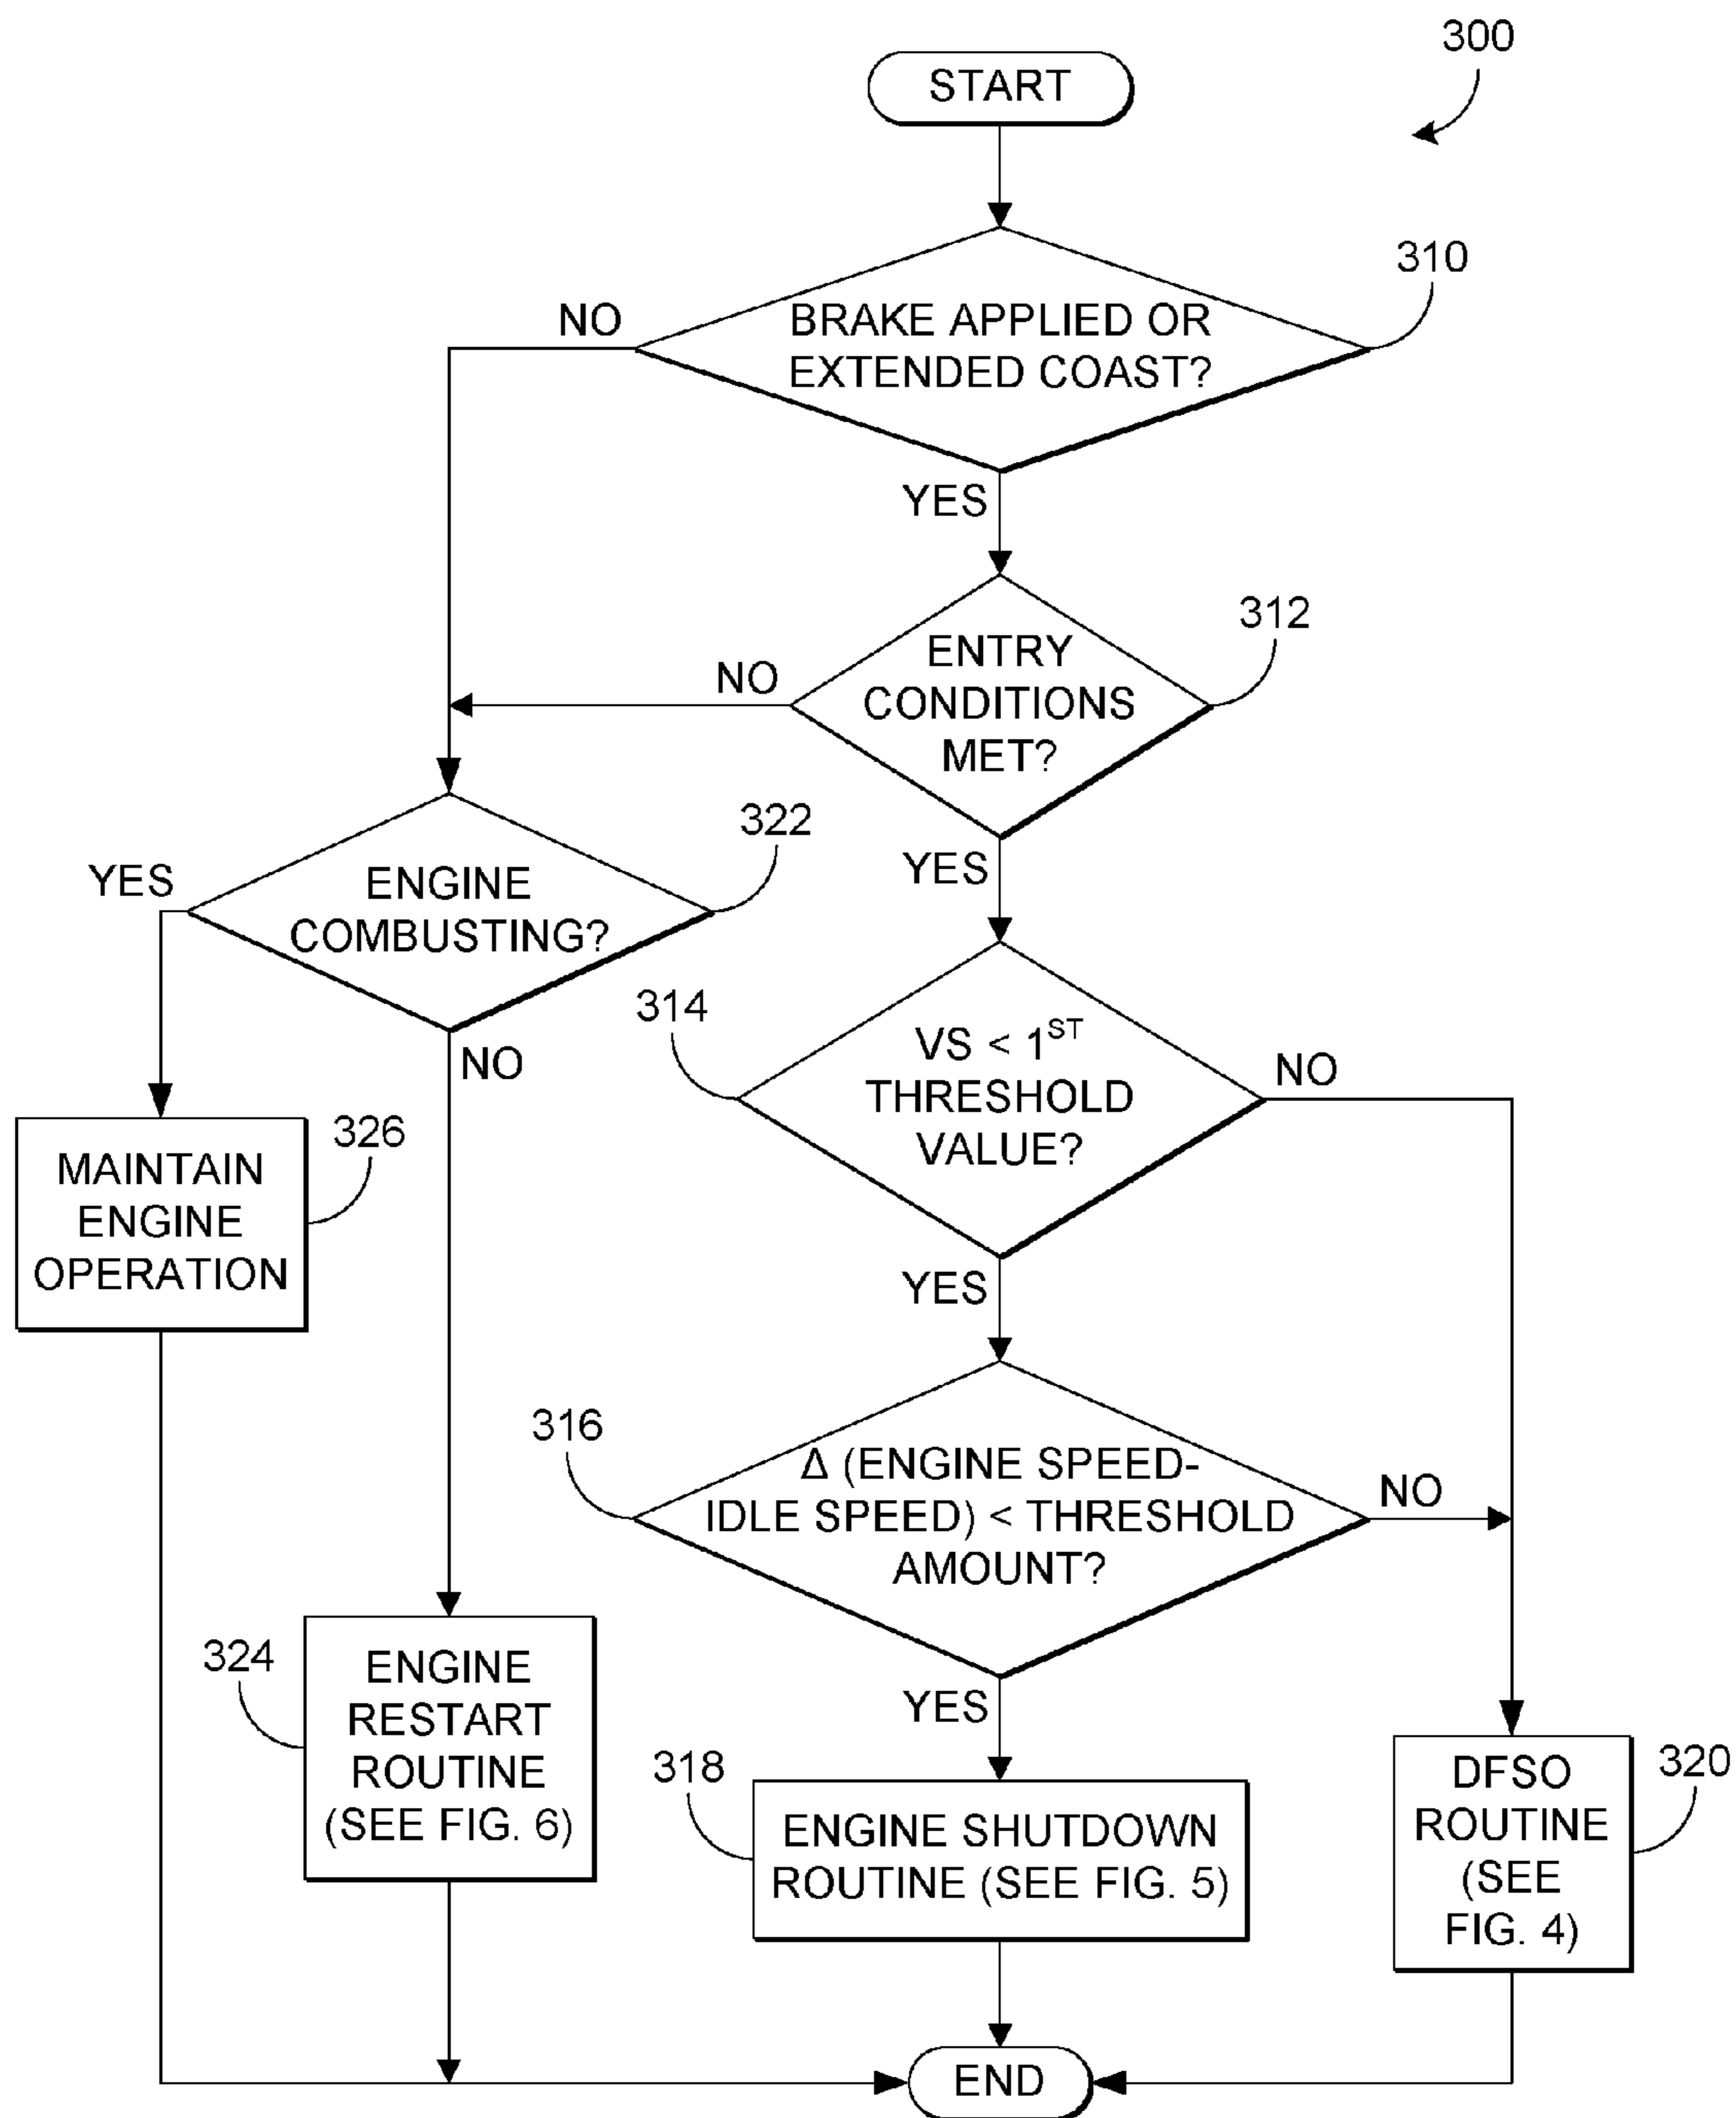 300
START
310
NO
BRAKE APPLIED OR
EXTENDED COAST?
YES
312
ENTRY
CONDITIONS
MET?
NO
322
YES
YES
ENGINE
COMBUSTING?
314
NO
VS < 1ST
THRESHOLD
VALUE?
NO
326
MAINTAIN
ENGINE
OPERATION
YES
316
Δ (ENGINE SPEED-
IDLE SPEED) < THRESHOLD
AMOUNT?
NO
324
ENGINE
RESTART
ROUTINE
(SEE FIG. 6)
YES
318
ENGINE SHUTDOWN
ROUTINE (SEE FIG. 5)
320
DFSO
ROUTINE
(SEE
FIG. 4)
END